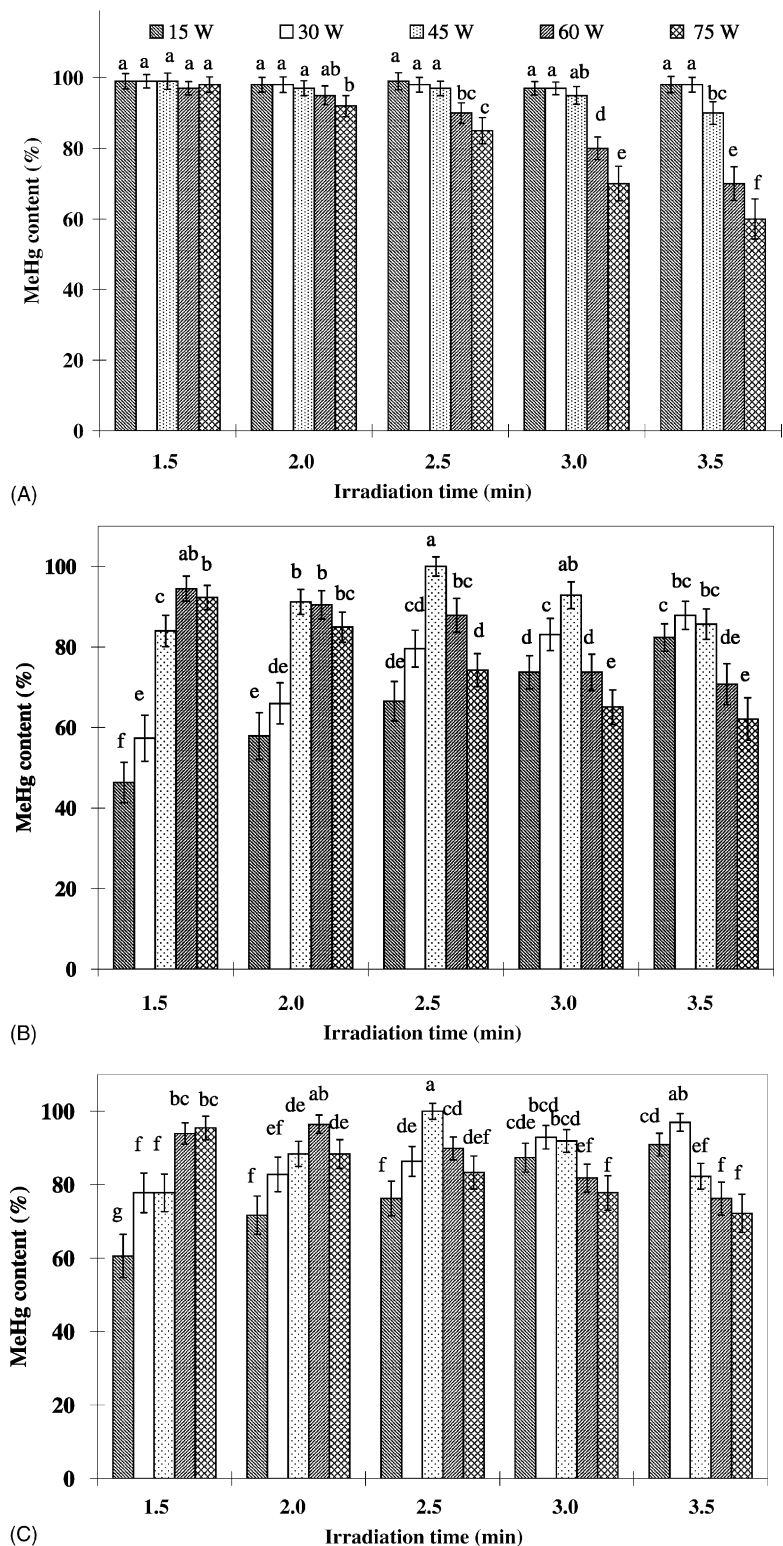 15 W 30 W 45 W 60 W 75 W
a a a a a a a a ab b a a a bc c a a ab d e a a bc e f
100
80
60
40
20
0
MeHg content (%)
1.5 2.0 2.5 3.0 3.5
Irradiation time (min)
(A)
f e c ab b e de b b bc de cd a bc d d c ab d e c bc bc de e
100
80
60
40
20
0
MeHg content (%)
1.5 2.0 2.5 3.0 3.5
Irradiation time (min)
(B)
g f f bc bc f ef de ab de f de a cd def cde bcd bcd ef f cd ab ef f f
100
80
60
40
20
0
MeHg content (%)
1.5 2.0 2.5 3.0 3.5
Irradiation time (min)
(C)